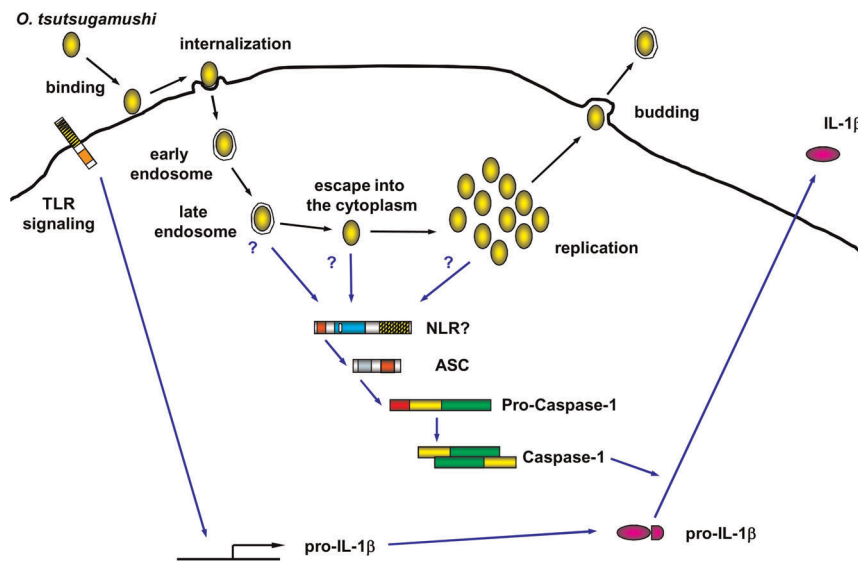 O. tsutsugamushi
internalization
binding
budding
IL-1β
early
endosome
escape into
the cytoplasm
TLR
signaling
late
endosome
replication
?
?
?
NLR?
ASC
Pro-Caspase-1
Caspase-1
pro-IL-1β
pro-IL-1β